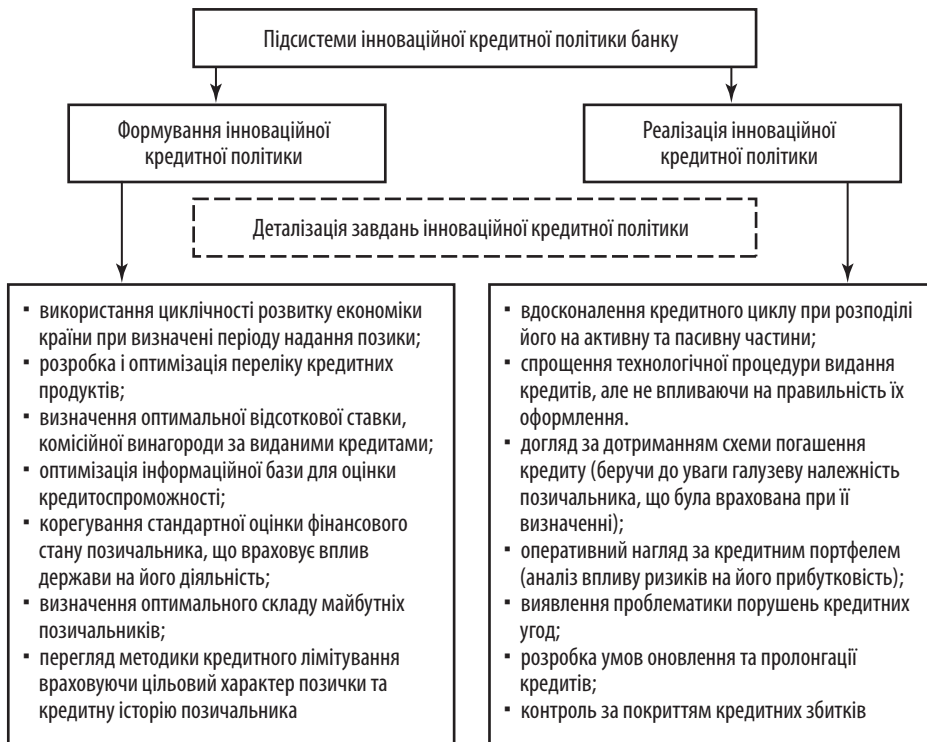 Підсистеми інноваційної кредитної політики банку
Формування інноваційної
кредитної політики
Реалізація інноваційної
кредитної політики
Деталізація завдань інноваційної кредитної політики
▪ використання циклічності розвитку економіки
країни при визначені періоду надання позики;
▪ розробка і оптимізація переліку кредитних
продуктів;
▪ визначення оптимальної відсоткової ставки,
комісійної винагороди за виданими кредитами;
▪ оптимізація інформаційної бази для оцінки
кредитоспроможності;
▪ корегування стандартної оцінки фінансового
стану позичальника, що враховує вплив
держави на його діяльність;
▪ визначення оптимального складу майбутніх
позичальників;
▪ перегляд методики кредитного лімітування
враховуючи цільовий характер позички та
кредитну історію позичальника
▪ вдосконалення кредитного циклу при розподілі
його на активну та пасивну частини;
▪ спрощення технологічної процедури видання
кредитів, але не впливаючи на правильність їх
оформлення.
▪ догляд за дотриманням схеми погашення
кредиту (беручи до уваги галузеву належність
позичальника, що була врахована при її
визначенні);
▪ оперативний нагляд за кредитним портфелем
(аналіз впливу ризиків на його прибутковість);
▪ виявлення проблематики порушень кредитних
угод;
▪ розробка умов оновлення та пролонгації
кредитів;
▪ контроль за покриттям кредитних збитків